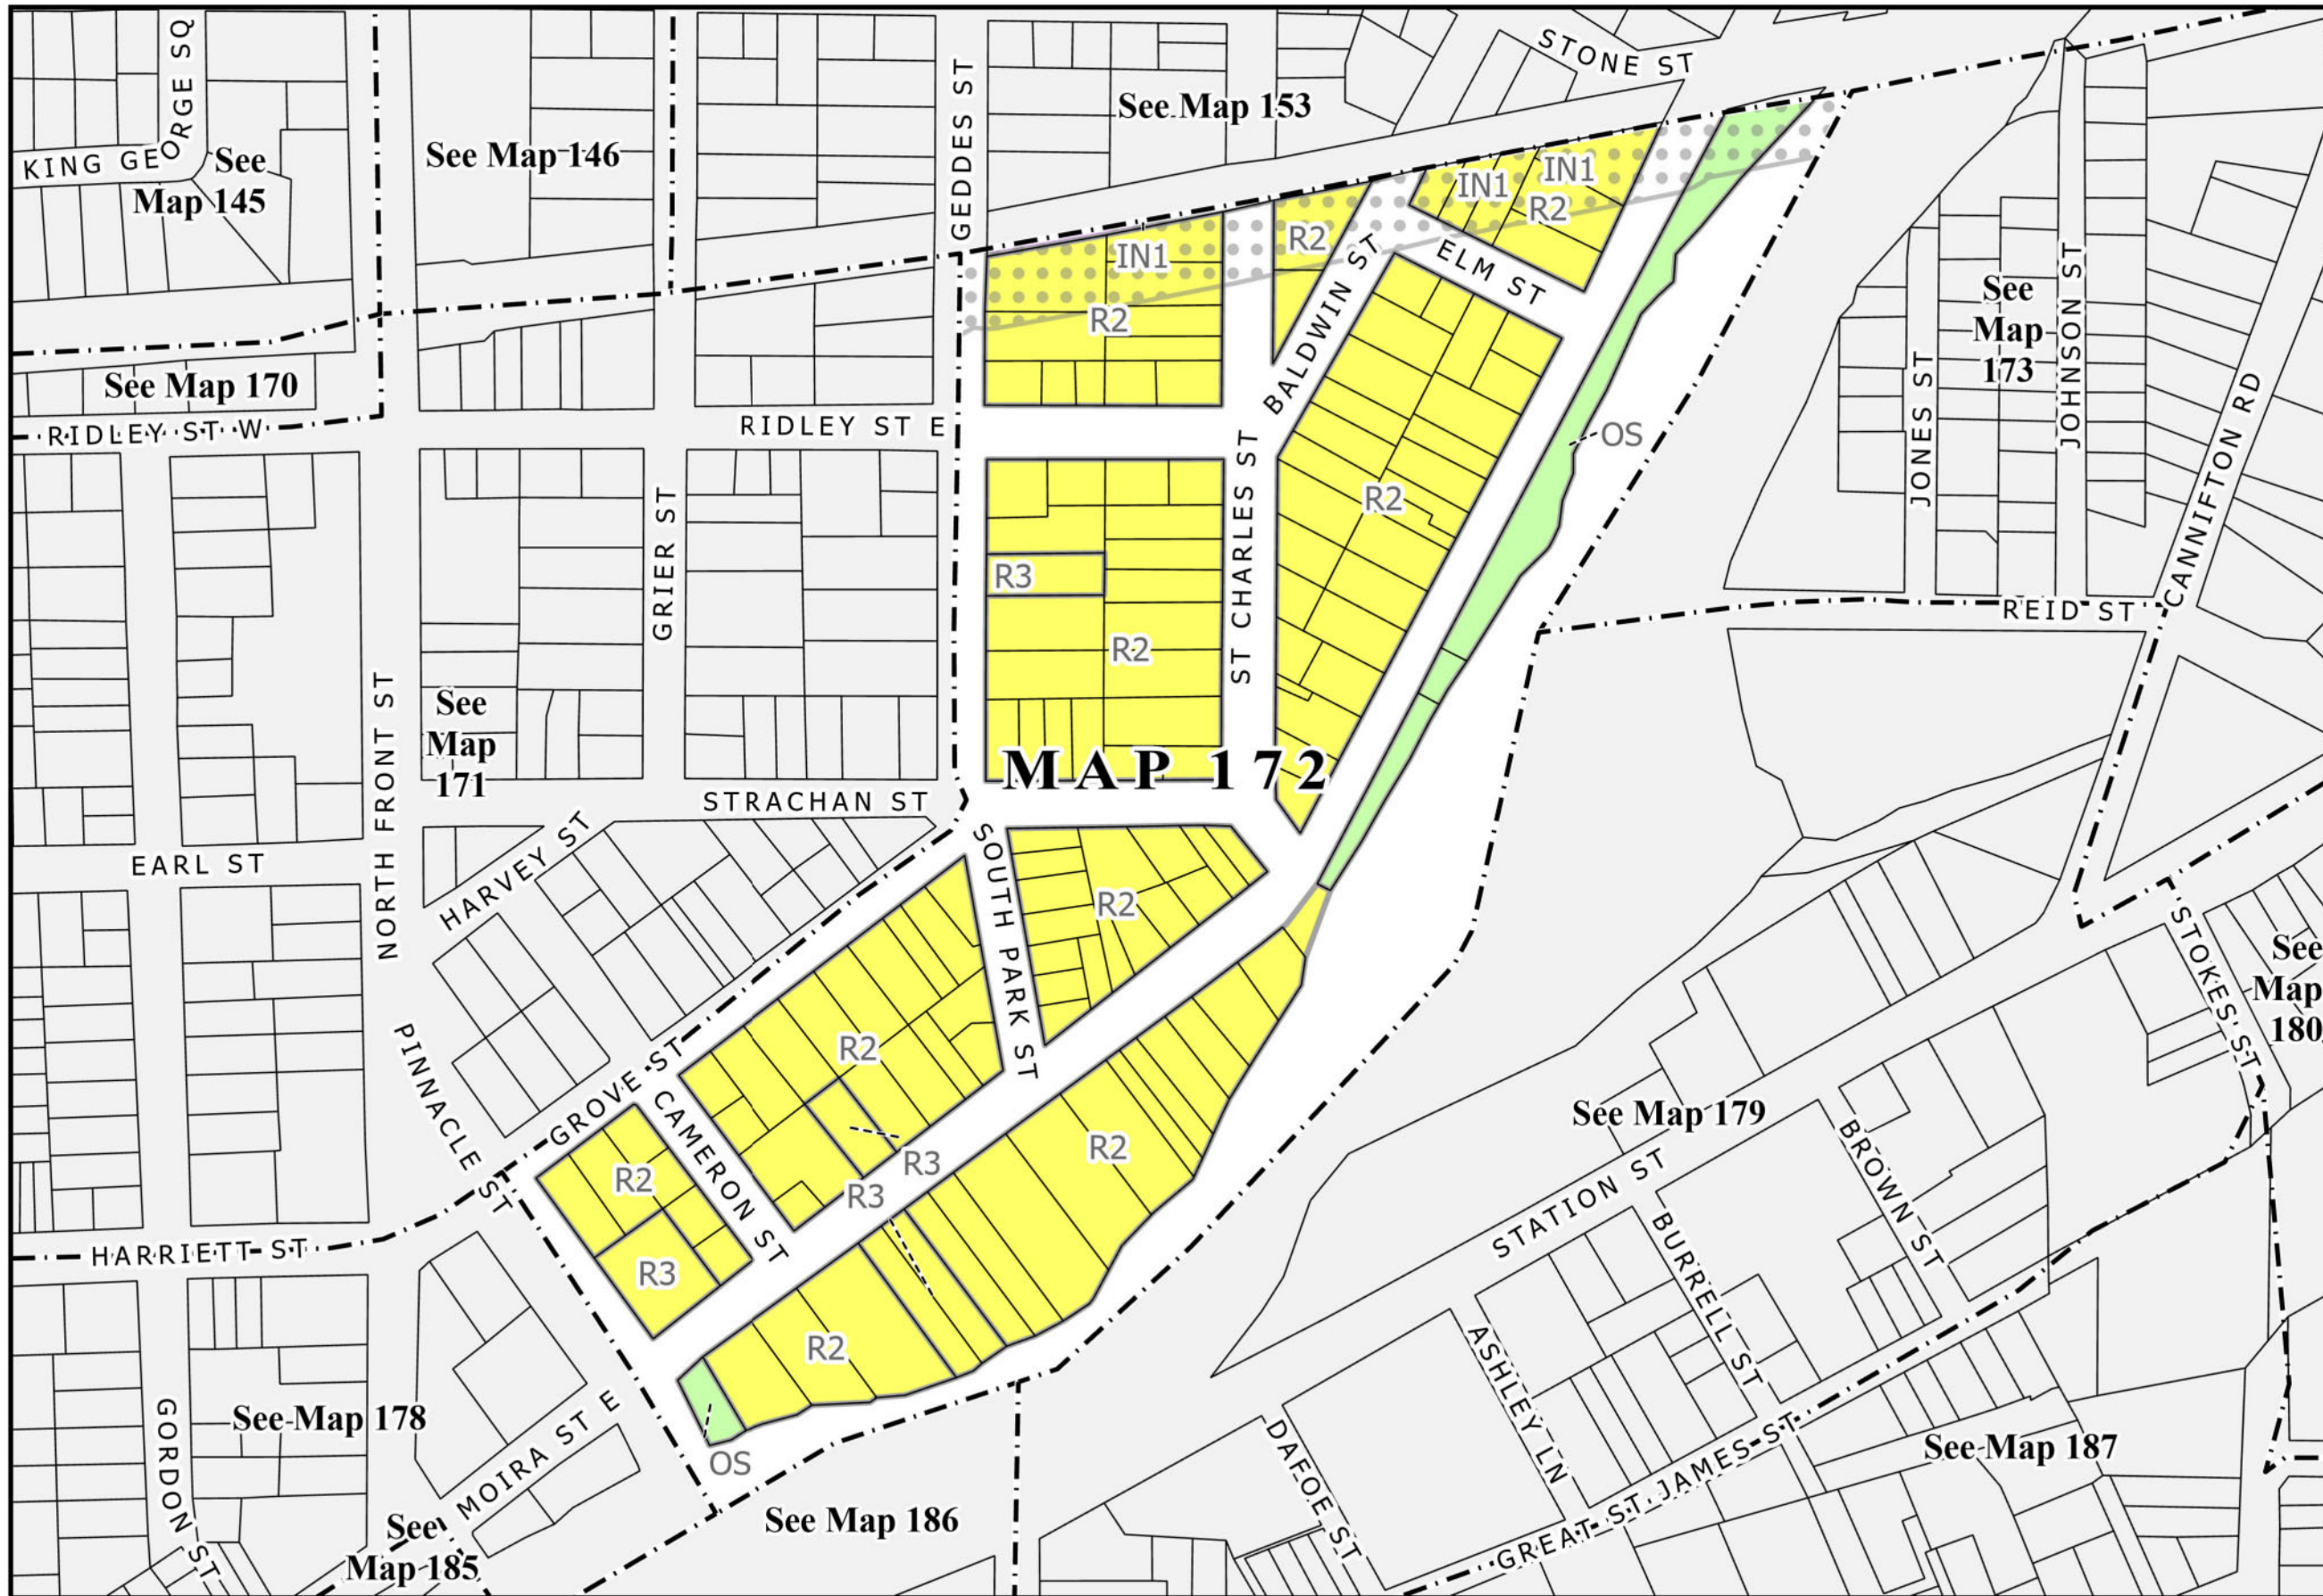 STONE ST
KING GEORGE SQ
GEDDES ST
See Map 153
See Map 146
See
Map 145
IN1
IN1
R2
R2
IN1
R2
ELM ST
BALDWIN ST
See
Map
173
JOHNSON ST
JONES ST
CANNIFTON RD
See Map 170
RIDLEY ST W
RIDLEY ST E
OS
R2
ST CHARLES ST
GRIER ST
R3
R2
REID ST
See
Map
171
NORTH FRONT ST
MAP 172
STRACHAN ST
HARVEY ST
EARL ST
SOUTH PARK ST
R2
STOKES ST
See
Map
180
PINNACLE ST
GROVE ST
R2
CAMERON ST
R2
R3
R3
R2
R3
See Map 179
STATION ST
BROWN ST
BURRELL ST
HARRIETT ST
R2
ASHLEY LN
OS
See Map 178
GORDON ST
MOIRA ST E
See Map 187
See
Map 185
See Map 186
DAFOE ST
GREAT ST JAMES ST